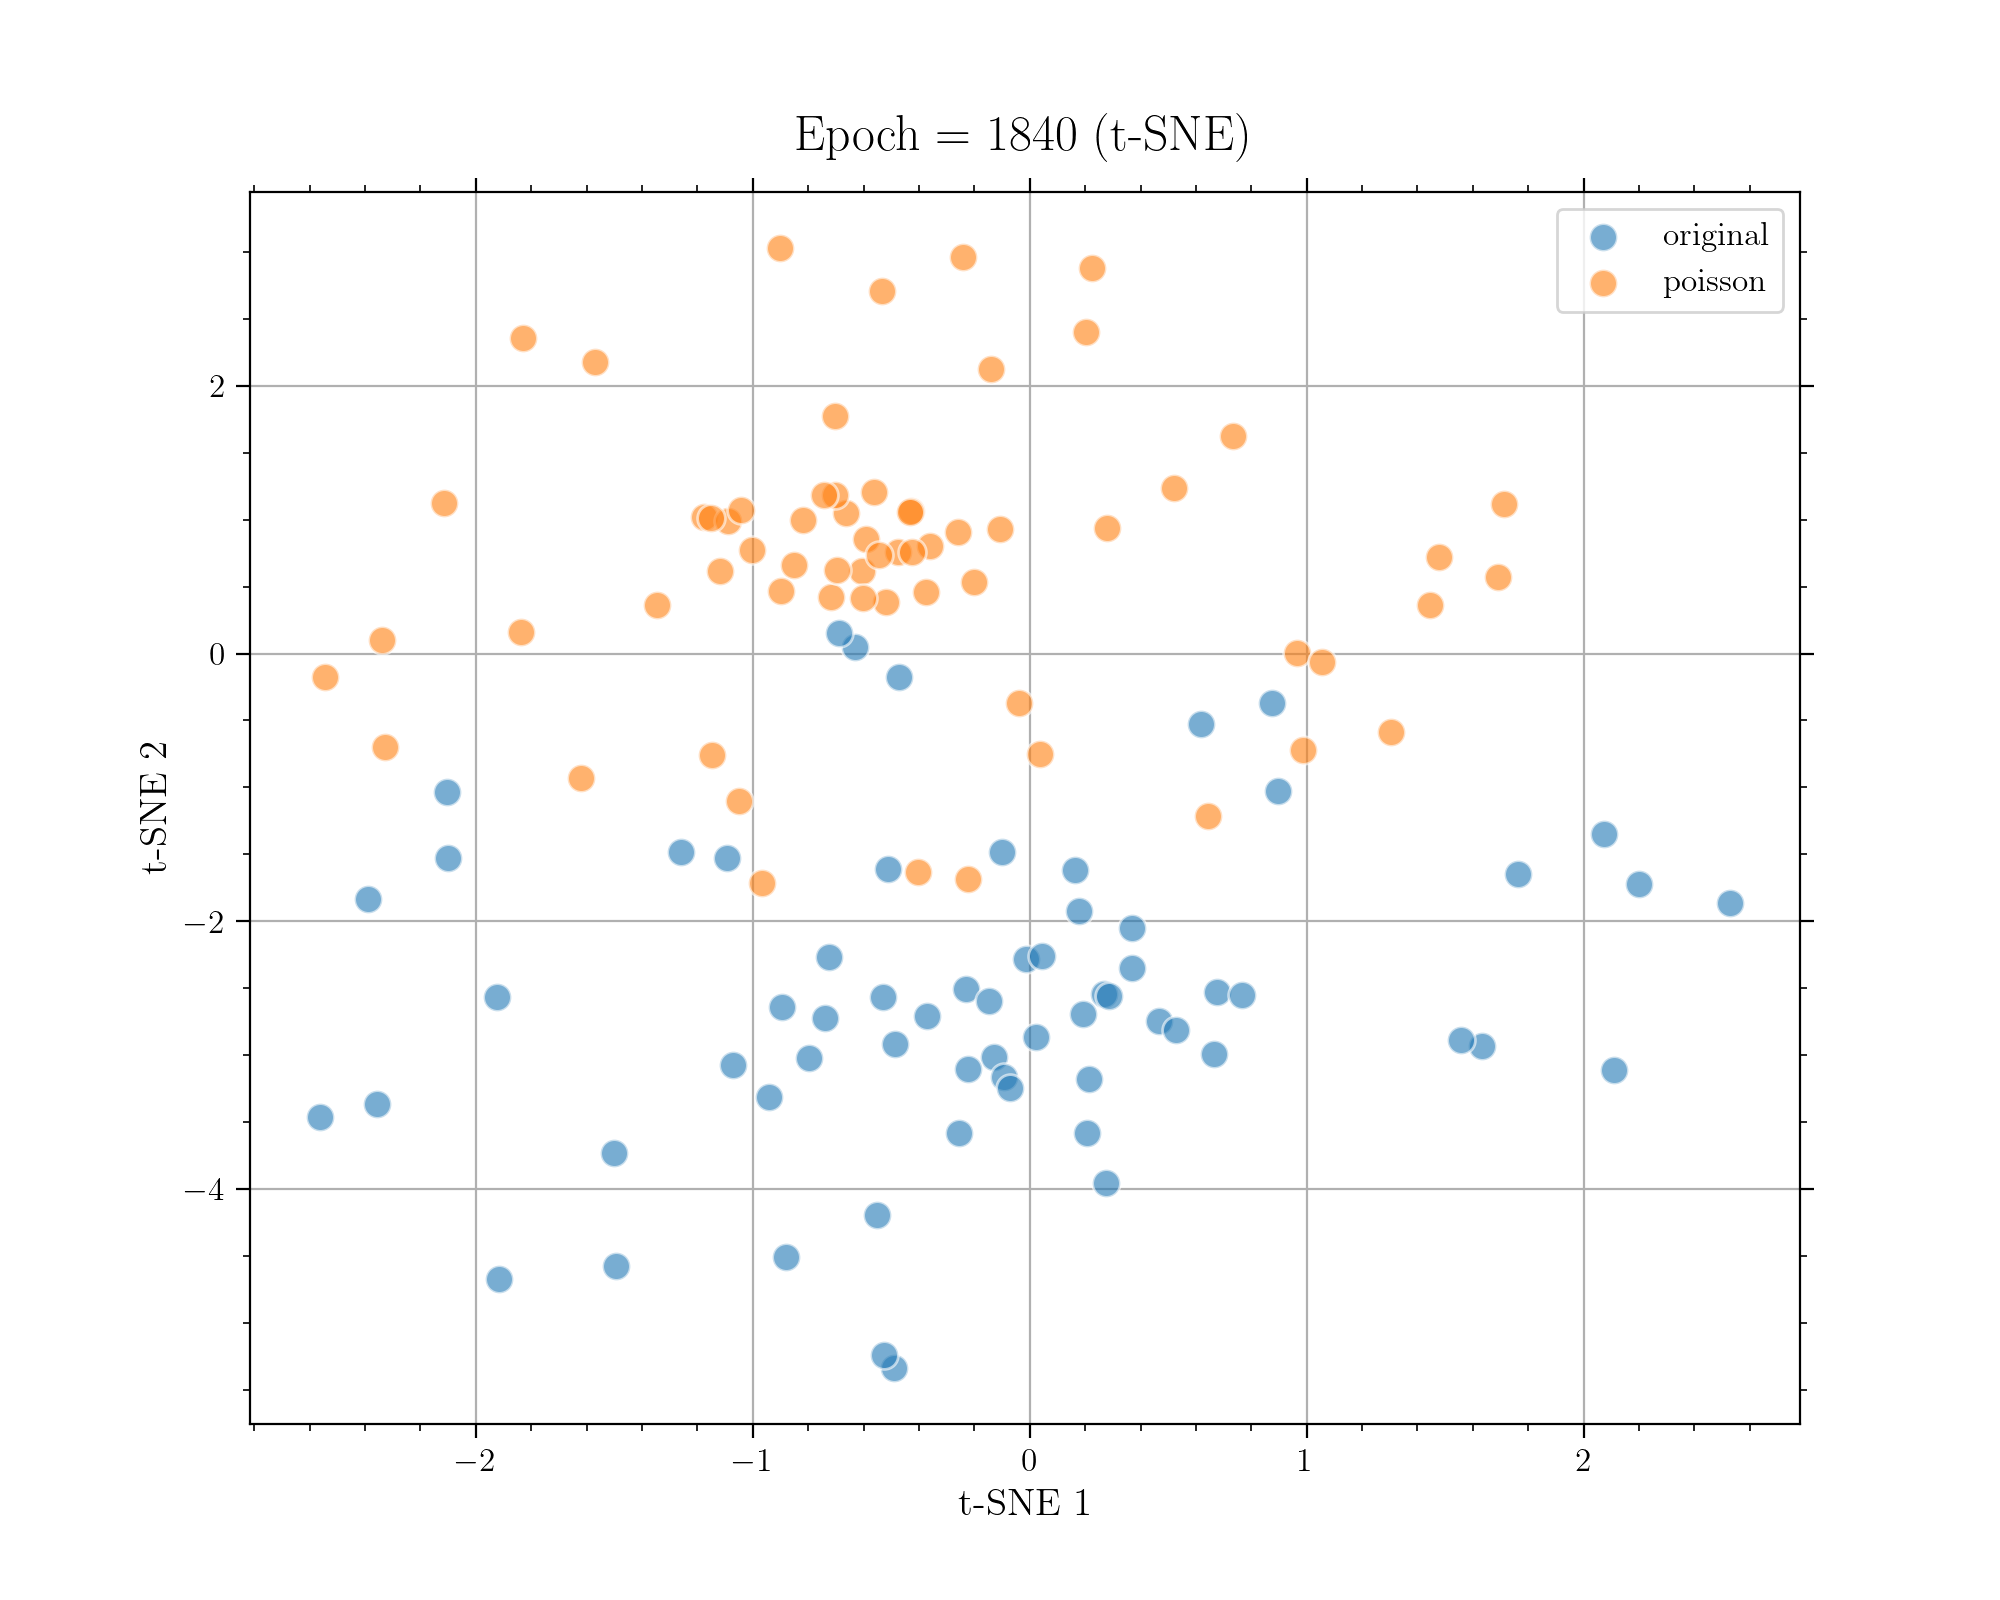 Epoch = 1840 (t-SNE)
original
poisson
2
0
−2
−4
t-SNE 2
−2
−1
0
1
2
t-SNE 1